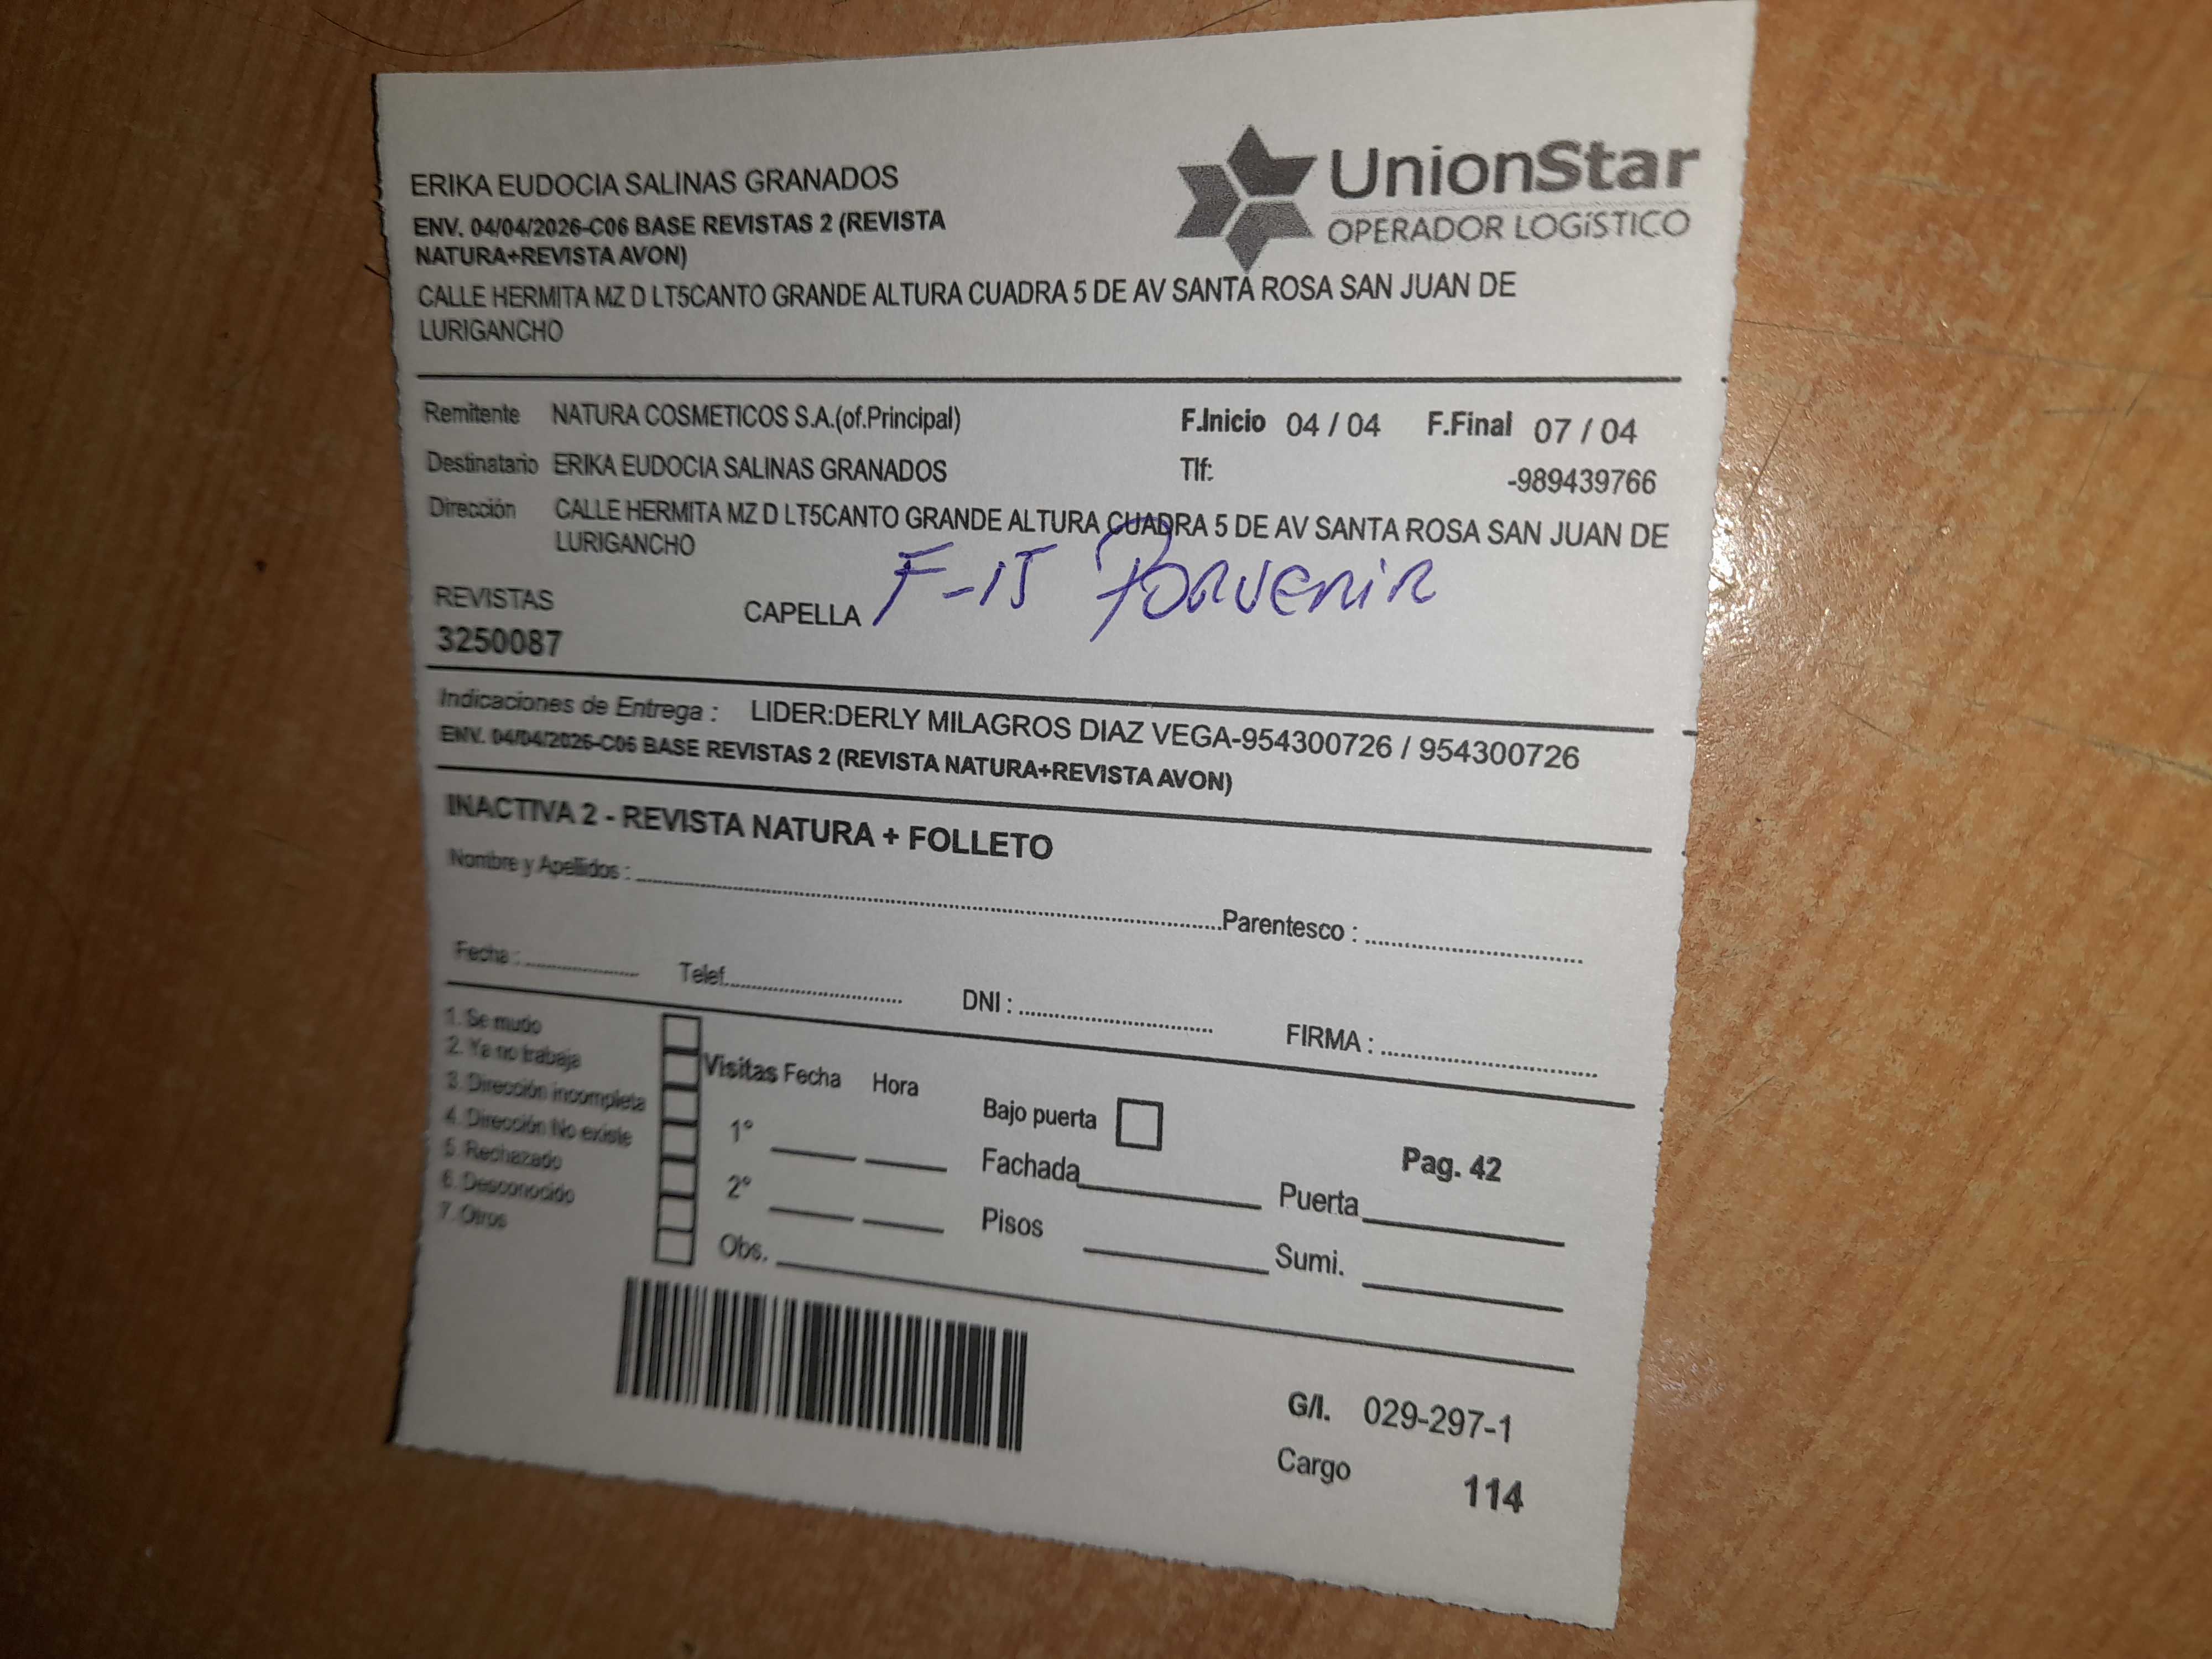 ERIKA EUDOCIA SALINAS GRANADOS
ENV. 04/04/2026-C06 BASE REVISTAS 2 (REVISTA
NATURA+REVISTA AVON)
UnionStar
OPERADOR LOGíSTICO
CALLE HERMITA MZ D LT5CANTO GRANDE ALTURA CUADRA 5 DE AV SANTA ROSA SAN JUAN DE
LURIGANCHO
Remitente NATURA COSMETICOS S.A.(of.Principal) F.Inicio 04 / 04 F.Final 07 / 04
Destinatario ERIKA EUDOCIA SALINAS GRANADOS Tlf: -989439766
Dirección CALLE HERMITA MZ D LT5CANTO GRANDE ALTURA CUADRA 5 DE AV SANTA ROSA SAN JUAN DE
LURIGANCHO
F-15 Porvenir
REVISTAS CAPELLA
3250087
Indicaciones de Entrega : LIDER:DERLY MILAGROS DIAZ VEGA-954300726 / 954300726
ENV. 04/04/2026-C06 BASE REVISTAS 2 (REVISTA NATURA+REVISTA AVON)
INACTIVA 2 - REVISTA NATURA + FOLLETO
Nombre y Apellidos : Parentesco :
Fecha : Telef. DNI : FIRMA :
1. Se mudo
2. Ya no trabaja
3. Dirección incompleta
4. Dirección No existe
5. Rechazado
6. Desconocido
7. Otros
Visitas Fecha Hora
1°
2°
Obs.
Bajo puerta
Fachada
Pisos
Pag. 42
Puerta
Sumi.
G/I. 029-297-1
Cargo 114